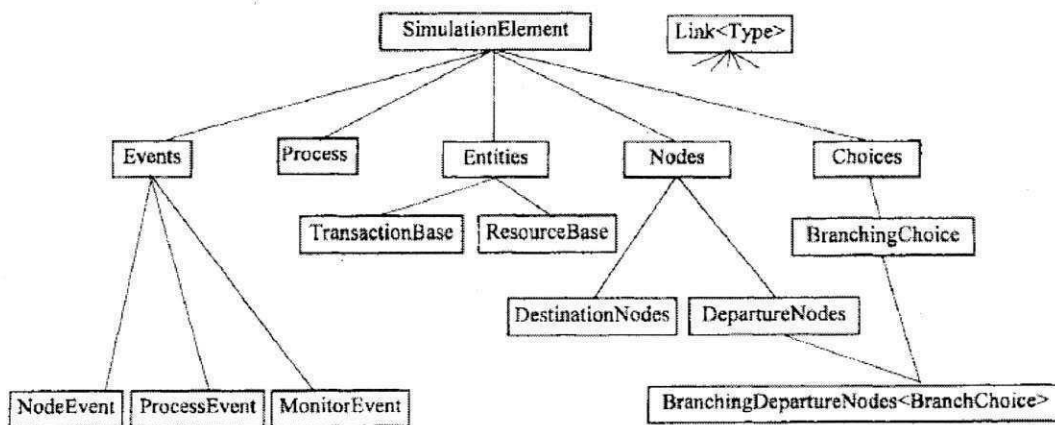 SimulationElement
Link<Type>
Events
Process
Entities
Nodes
Choices
TransactionBase
ResourceBase
BranchingChoice
DestinationNodes
DepartureNodes
NodeEvent
ProcessEvent
MonitorEvent
BranchingDepartureNodes<BranchChoice>